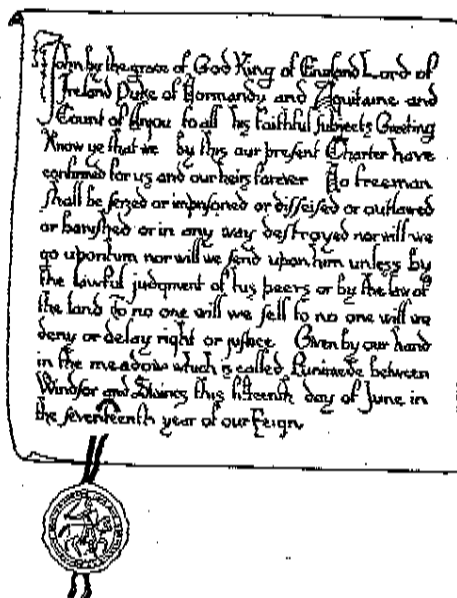 John by the grace of God King of England Lord of
Ireland Duke of Normandy and Aquitaine and
Count of Anjou to all his faithful subjects Greeting
Know ye that we by this our present Charter have
confirmed for us and our heirs forever No freeman
shall be seized or imprisoned or disseised or outlawed
or banished or in any way destroyed nor will we
go upon him nor will we send upon him unless by
the lawful judgment of his peers or by the law of
the land To no one will we sell to no one will we
deny or delay right or justice Given by our hand
in the meadow which is called Runimede between
Windsor and Staines this fifteenth day of June in
the seventeenth year of our Reign